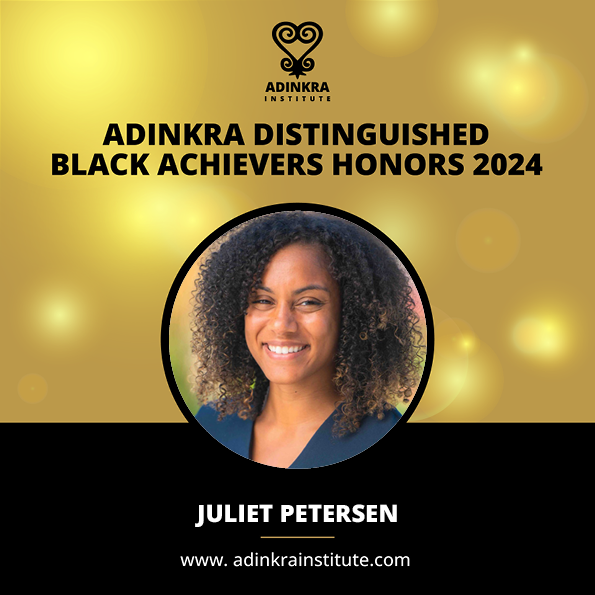 ADINKRA
INSTITUTE
ADINKRA DISTINGUISHED
BLACK ACHIEVERS HONORS 2024
JULIET PETERSEN
www. adinkrainstitute.com